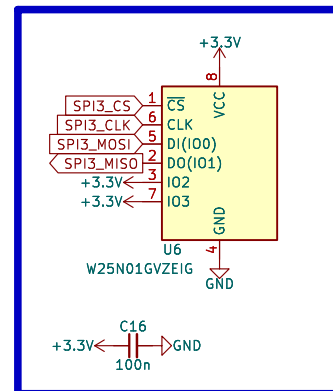 +3.3V
8
VCC
SPI3_CS 1 CS
SPI3_CLK 6 CLK
SPI3_MOSI 5 DI(IO0)
SPI3_MISO 2 DO(IO1)
+3.3V 3 IO2
+3.3V 7 IO3
GND
4
U6
W25N01GVZEIG
GND
C16
+3.3V GND
100n